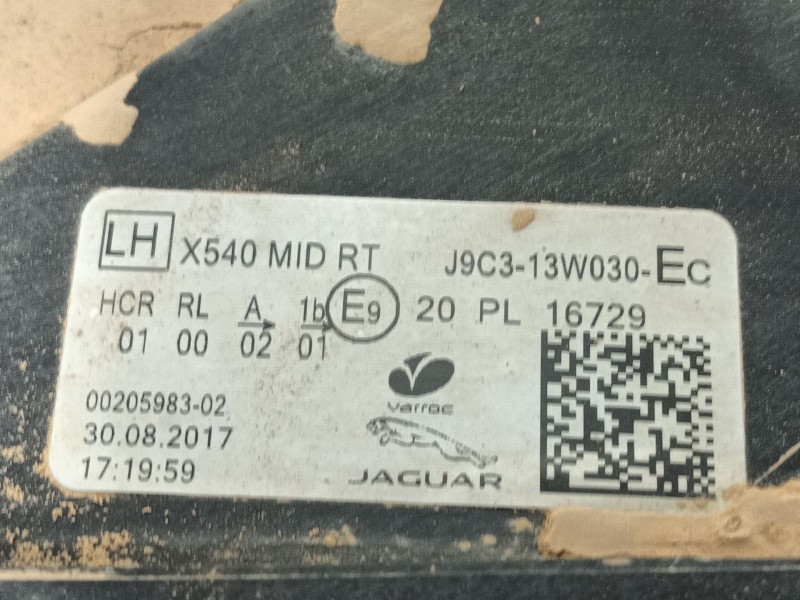 LH X540 MID RT J9C3-13W030-EC
HCR RL A 1b E9 20 PL 16729
01 00 02 01
00205983-02
30.08.2017
17:19:59
Varroc
JAGUAR